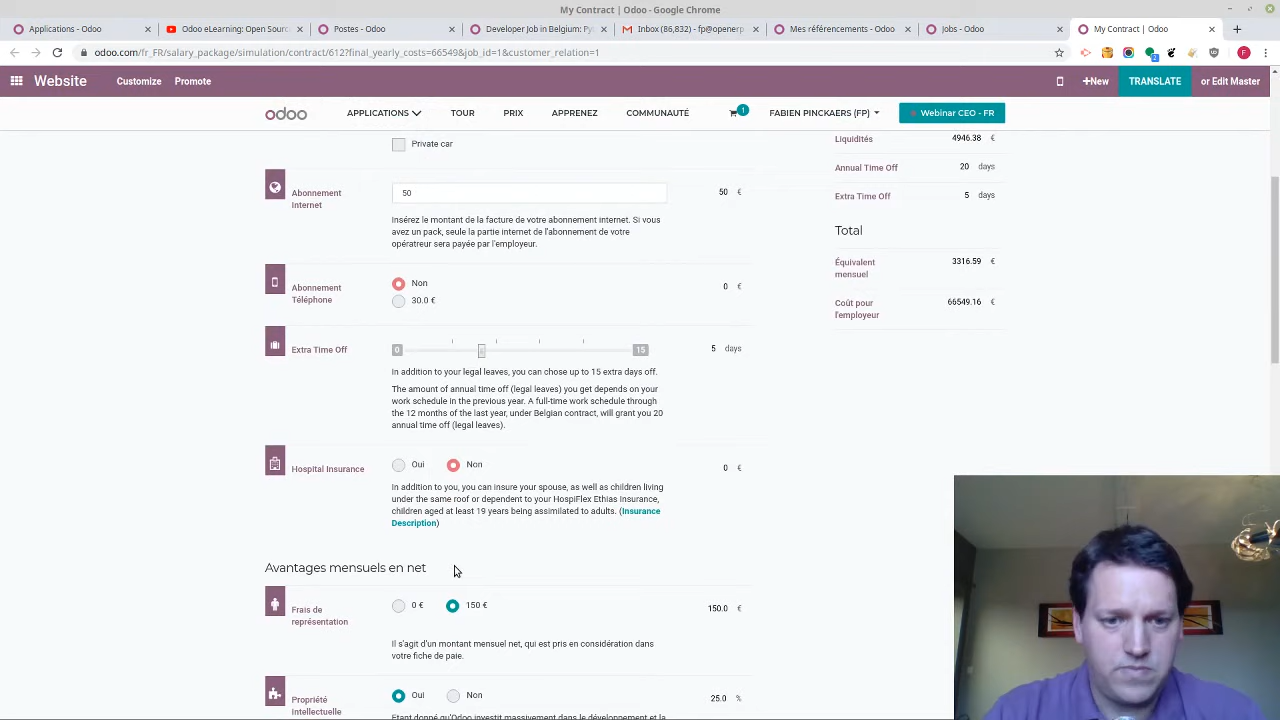 My Contract | Odoo - Google Chrome
Applications - Odoo
Odoo eLearning: Open Sourc
Postes - Odoo
Developer Job in Belgium: Py
Inbox (86,832) - fp@openerp
Mes référencements - Odoo
Jobs - Odoo
My Contract | Odoo
odoo.com/fr_FR/salary_package/simulation/contract/612?final_yearly_costs=66549&job_id=1&customer_relation=1
2
F
Website
Customize
Promote
+New
TRANSLATE
or Edit Master
odoo
APPLICATIONS
TOUR
PRIX
APPRENEZ
COMMUNAUTÉ
1
FABIEN PINCKAERS (FP)
Webinar CEO - FR
Private car
Abonnement
Internet
50
50 €
Insérez le montant de la facture de votre abonnement internet. Si vous
avez un pack, seule la partie internet de l'abonnement de votre
opérateur sera payée par l'employeur.
Abonnement
Téléphone
Non
30.0 €
0 €
Extra Time Off
0
15
5 days
In addition to your legal leaves, you can chose up to 15 extra days off.
The amount of annual time off (legal leaves) you get depends on your
work schedule in the previous year. A full-time work schedule through
the 12 months of the last year, under Belgian contract, will grant you 20
annual time off (legal leaves).
Hospital Insurance
Oui
Non
0 €
In addition to you, you can insure your spouse, as well as children living
under the same roof or dependent to your HospiFlex Ethias Insurance,
children aged at least 19 years being assimilated to adults. (Insurance
Description)
Avantages mensuels en net
Frais de
représentation
0 €
150 €
150.0 €
Il s'agit d'un montant mensuel net, qui est pris en considération dans
votre fiche de paie.
Propriété
Intellectuelle
Oui
Non
25.0 %
Etant donné qu'Odoo investit massivement dans le développement et la
Liquidités 4946.38 €
Annual Time Off 20 days
Extra Time Off 5 days
Total
Équivalent
mensuel
3316.59 €
Coût pour
l'employeur
66549.16 €